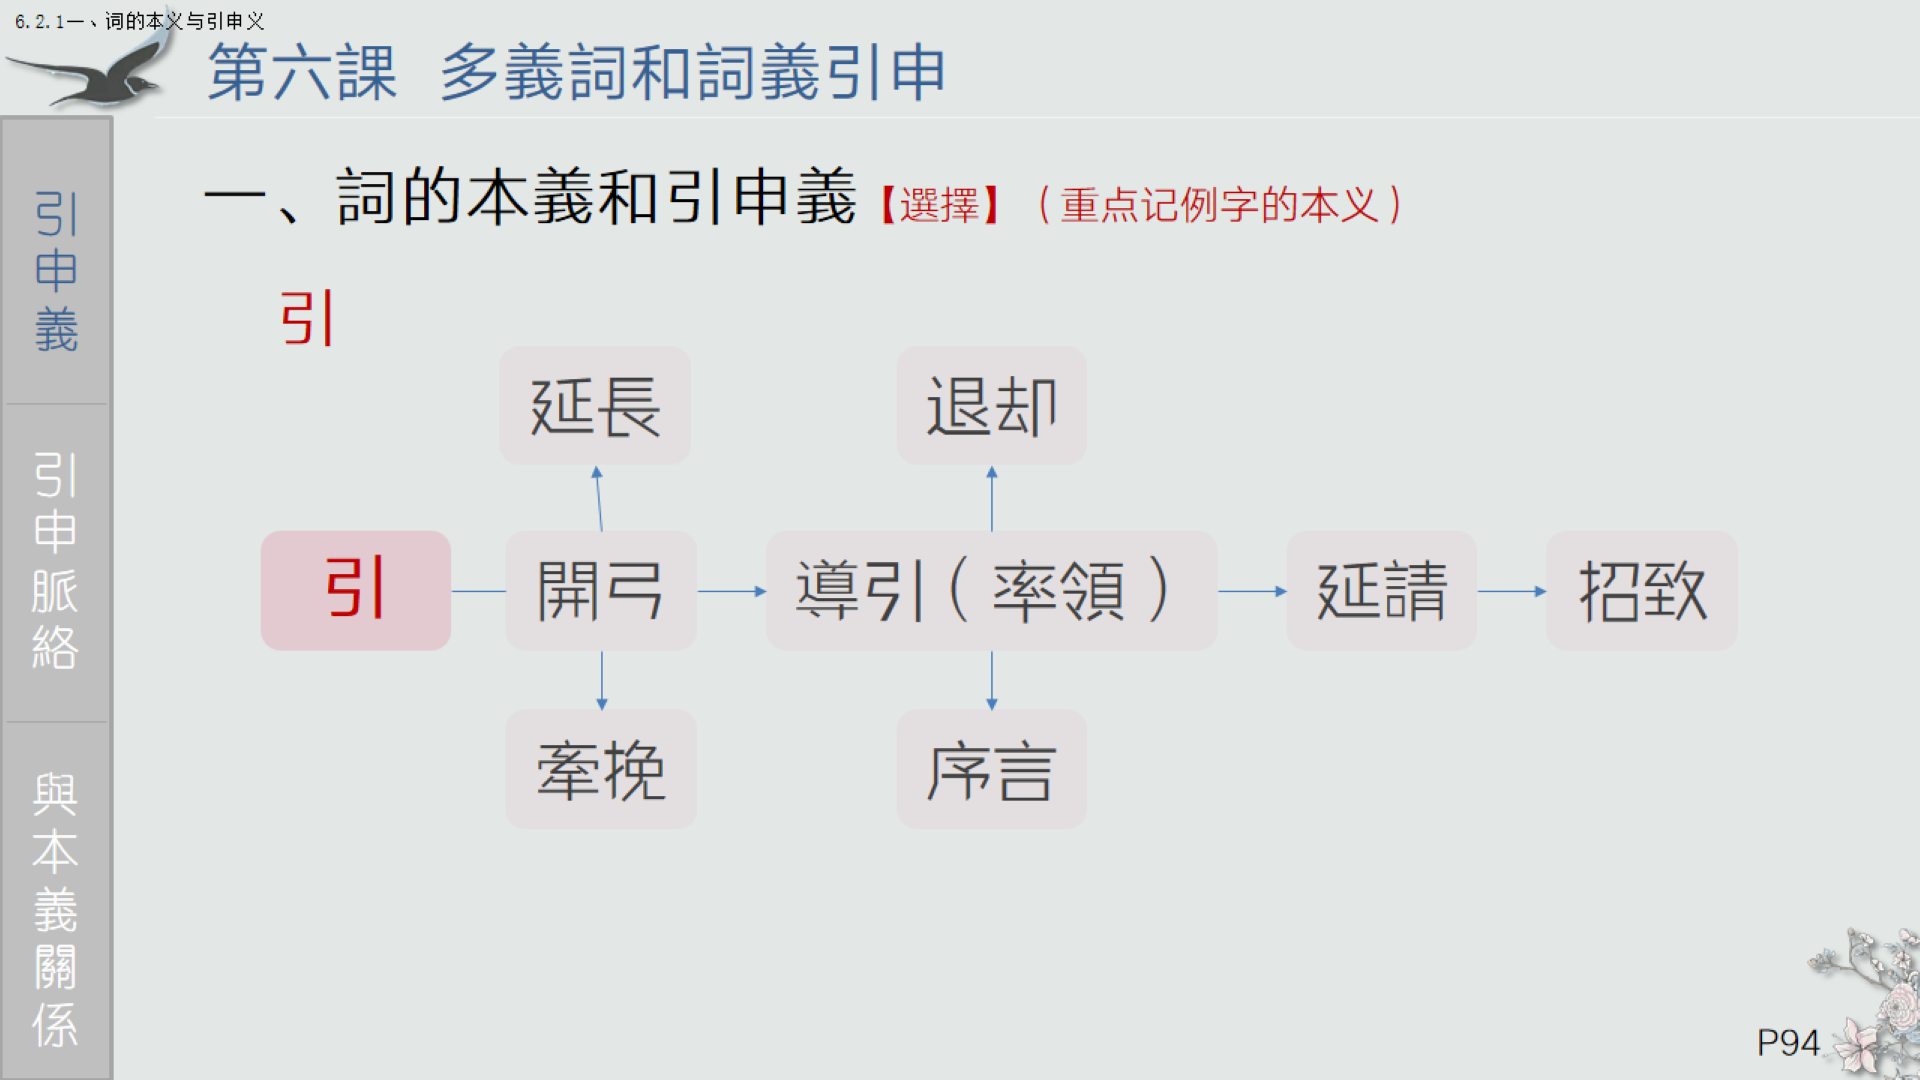 6.2.1一、词的本义与引申义
第六課 多義詞和詞義引申
引申義
引申脈絡
與本義關係
一、詞的本義和引申義【選擇】（重点记例字的本义）
引
延長
退却
引
開弓
導引（率領）
延請
招致
牽挽
序言
P94